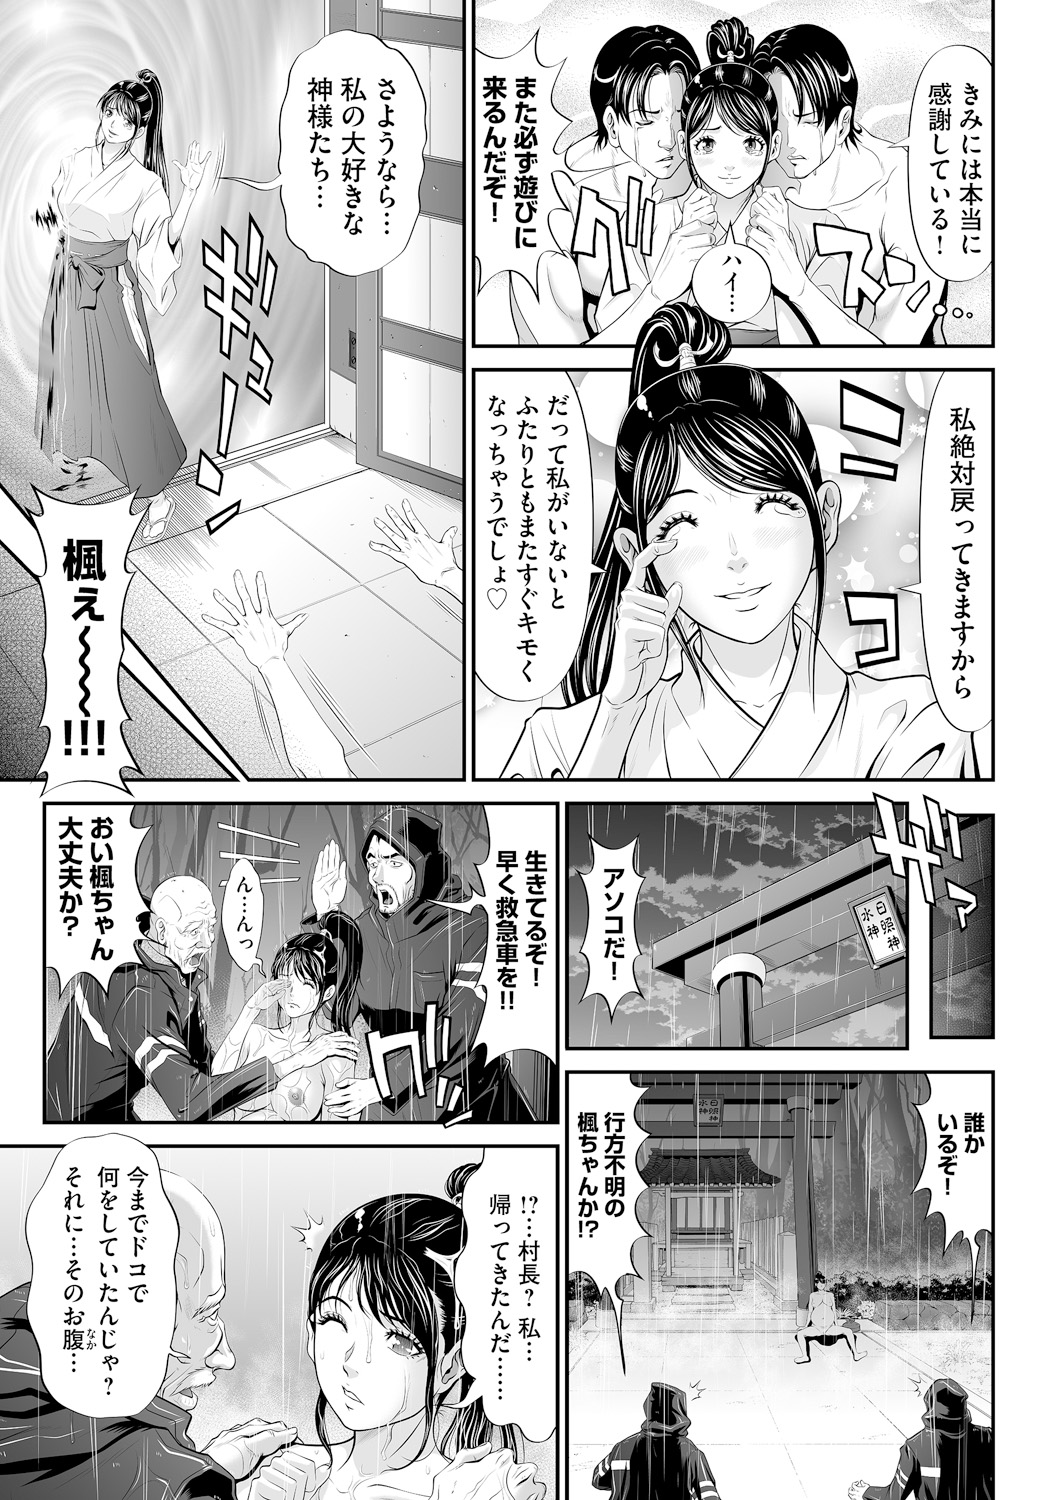 きみには本当に
感謝している！
また必ず遊びに
来るんだぞ！
ハイ…
スン
グズ
私絶対戻ってきますから
だって私がいないと
ふたりともまたすぐキモく
なっちゃうでしょ♡
ニコ
さようなら…
私の大好きな
神様たち…
ギュ
楓ぇ〜〜〜〜!!!
ザァ
アソコだ！
日照神
水神
誰か
いるぞ！
日照神
水神
行方不明の
楓ちゃんか!?
生きてるぞ！
早く救急車を!!
ん…んっ
おい楓ちゃん
大丈夫か？
!?…村長？私…
帰ってきたんだ……
今までドコで
何をしていたんじゃ？
それに…そのお腹…
なか